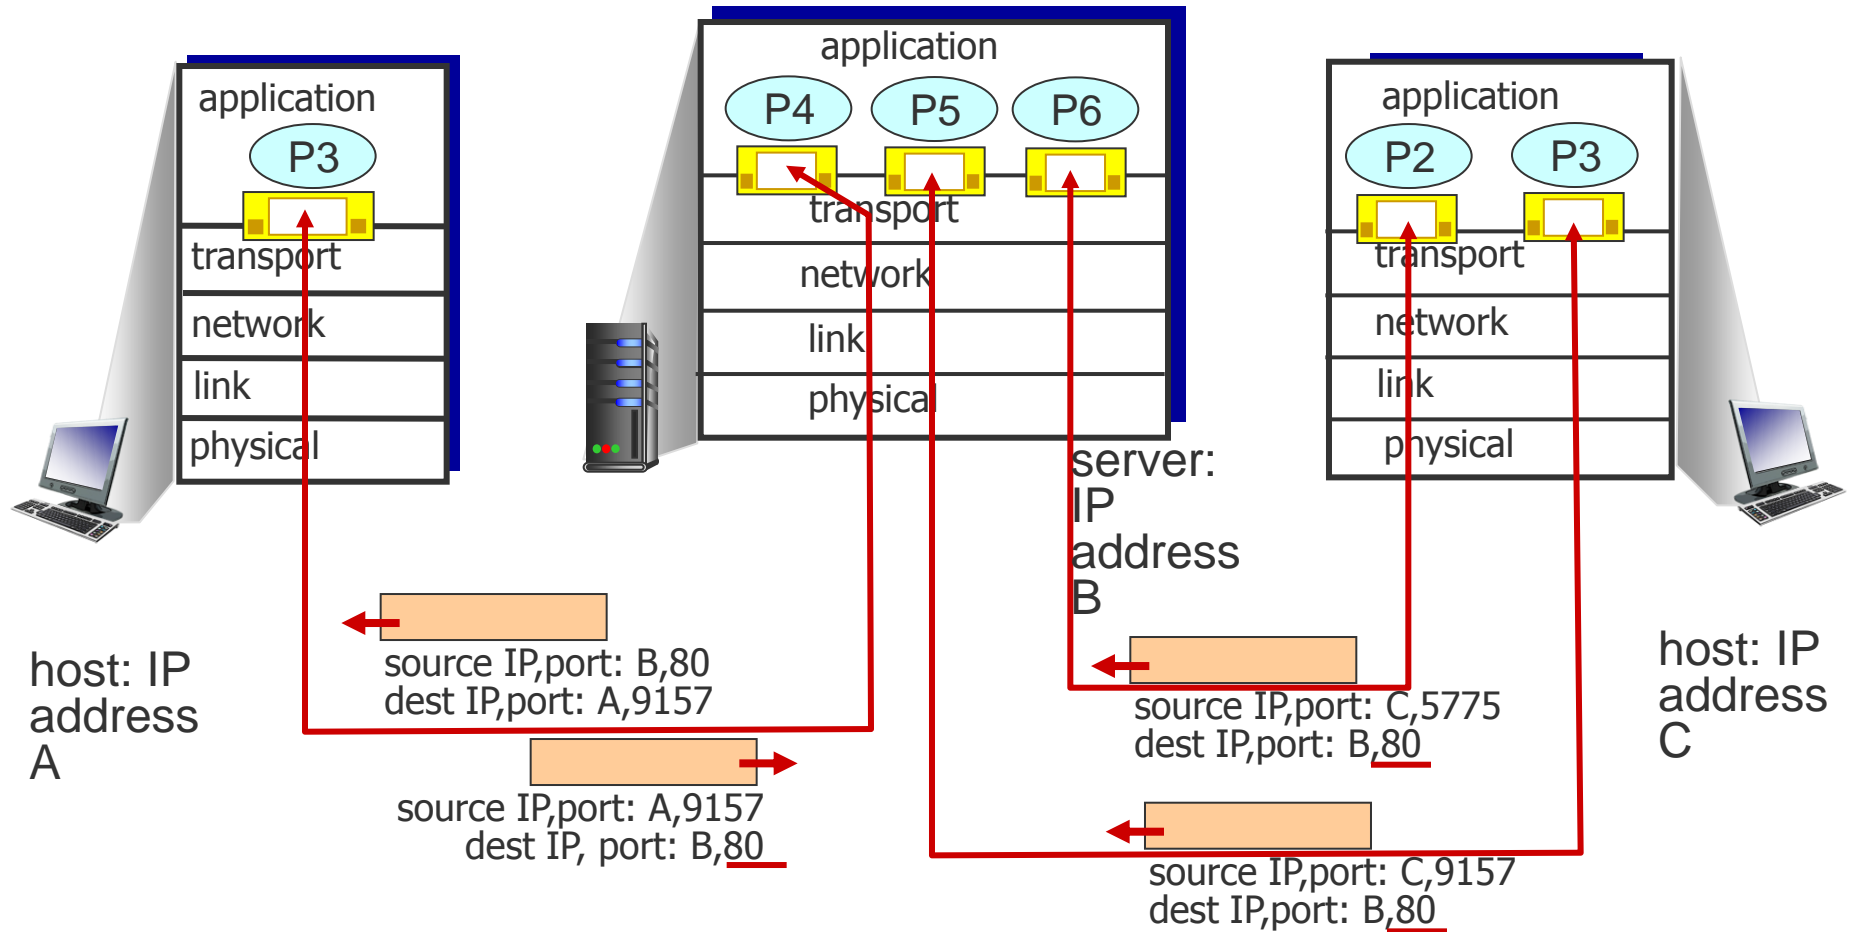 application
P3
transport
network
link
physical
host: IP
address
A
application
P4
P5
P6
transport
network
link
physical
server:
IP
address
B
application
P2
P3
transport
network
link
physical
host: IP
address
C
source IP,port: B,80
dest IP,port: A,9157
source IP,port: A,9157
dest IP, port: B,80
source IP,port: C,5775
dest IP,port: B,80
source IP,port: C,9157
dest IP,port: B,80